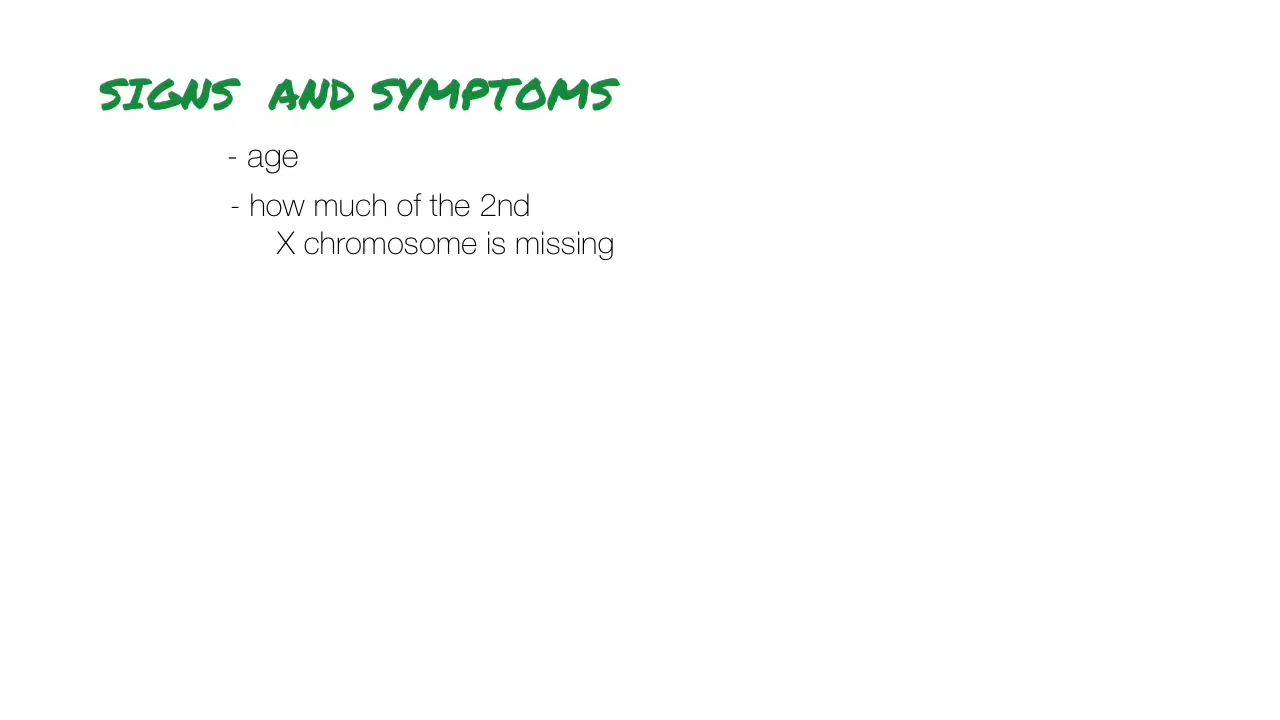 SIGNS AND SYMPTOMS
- age
- how much of the 2nd
X chromosome is missing